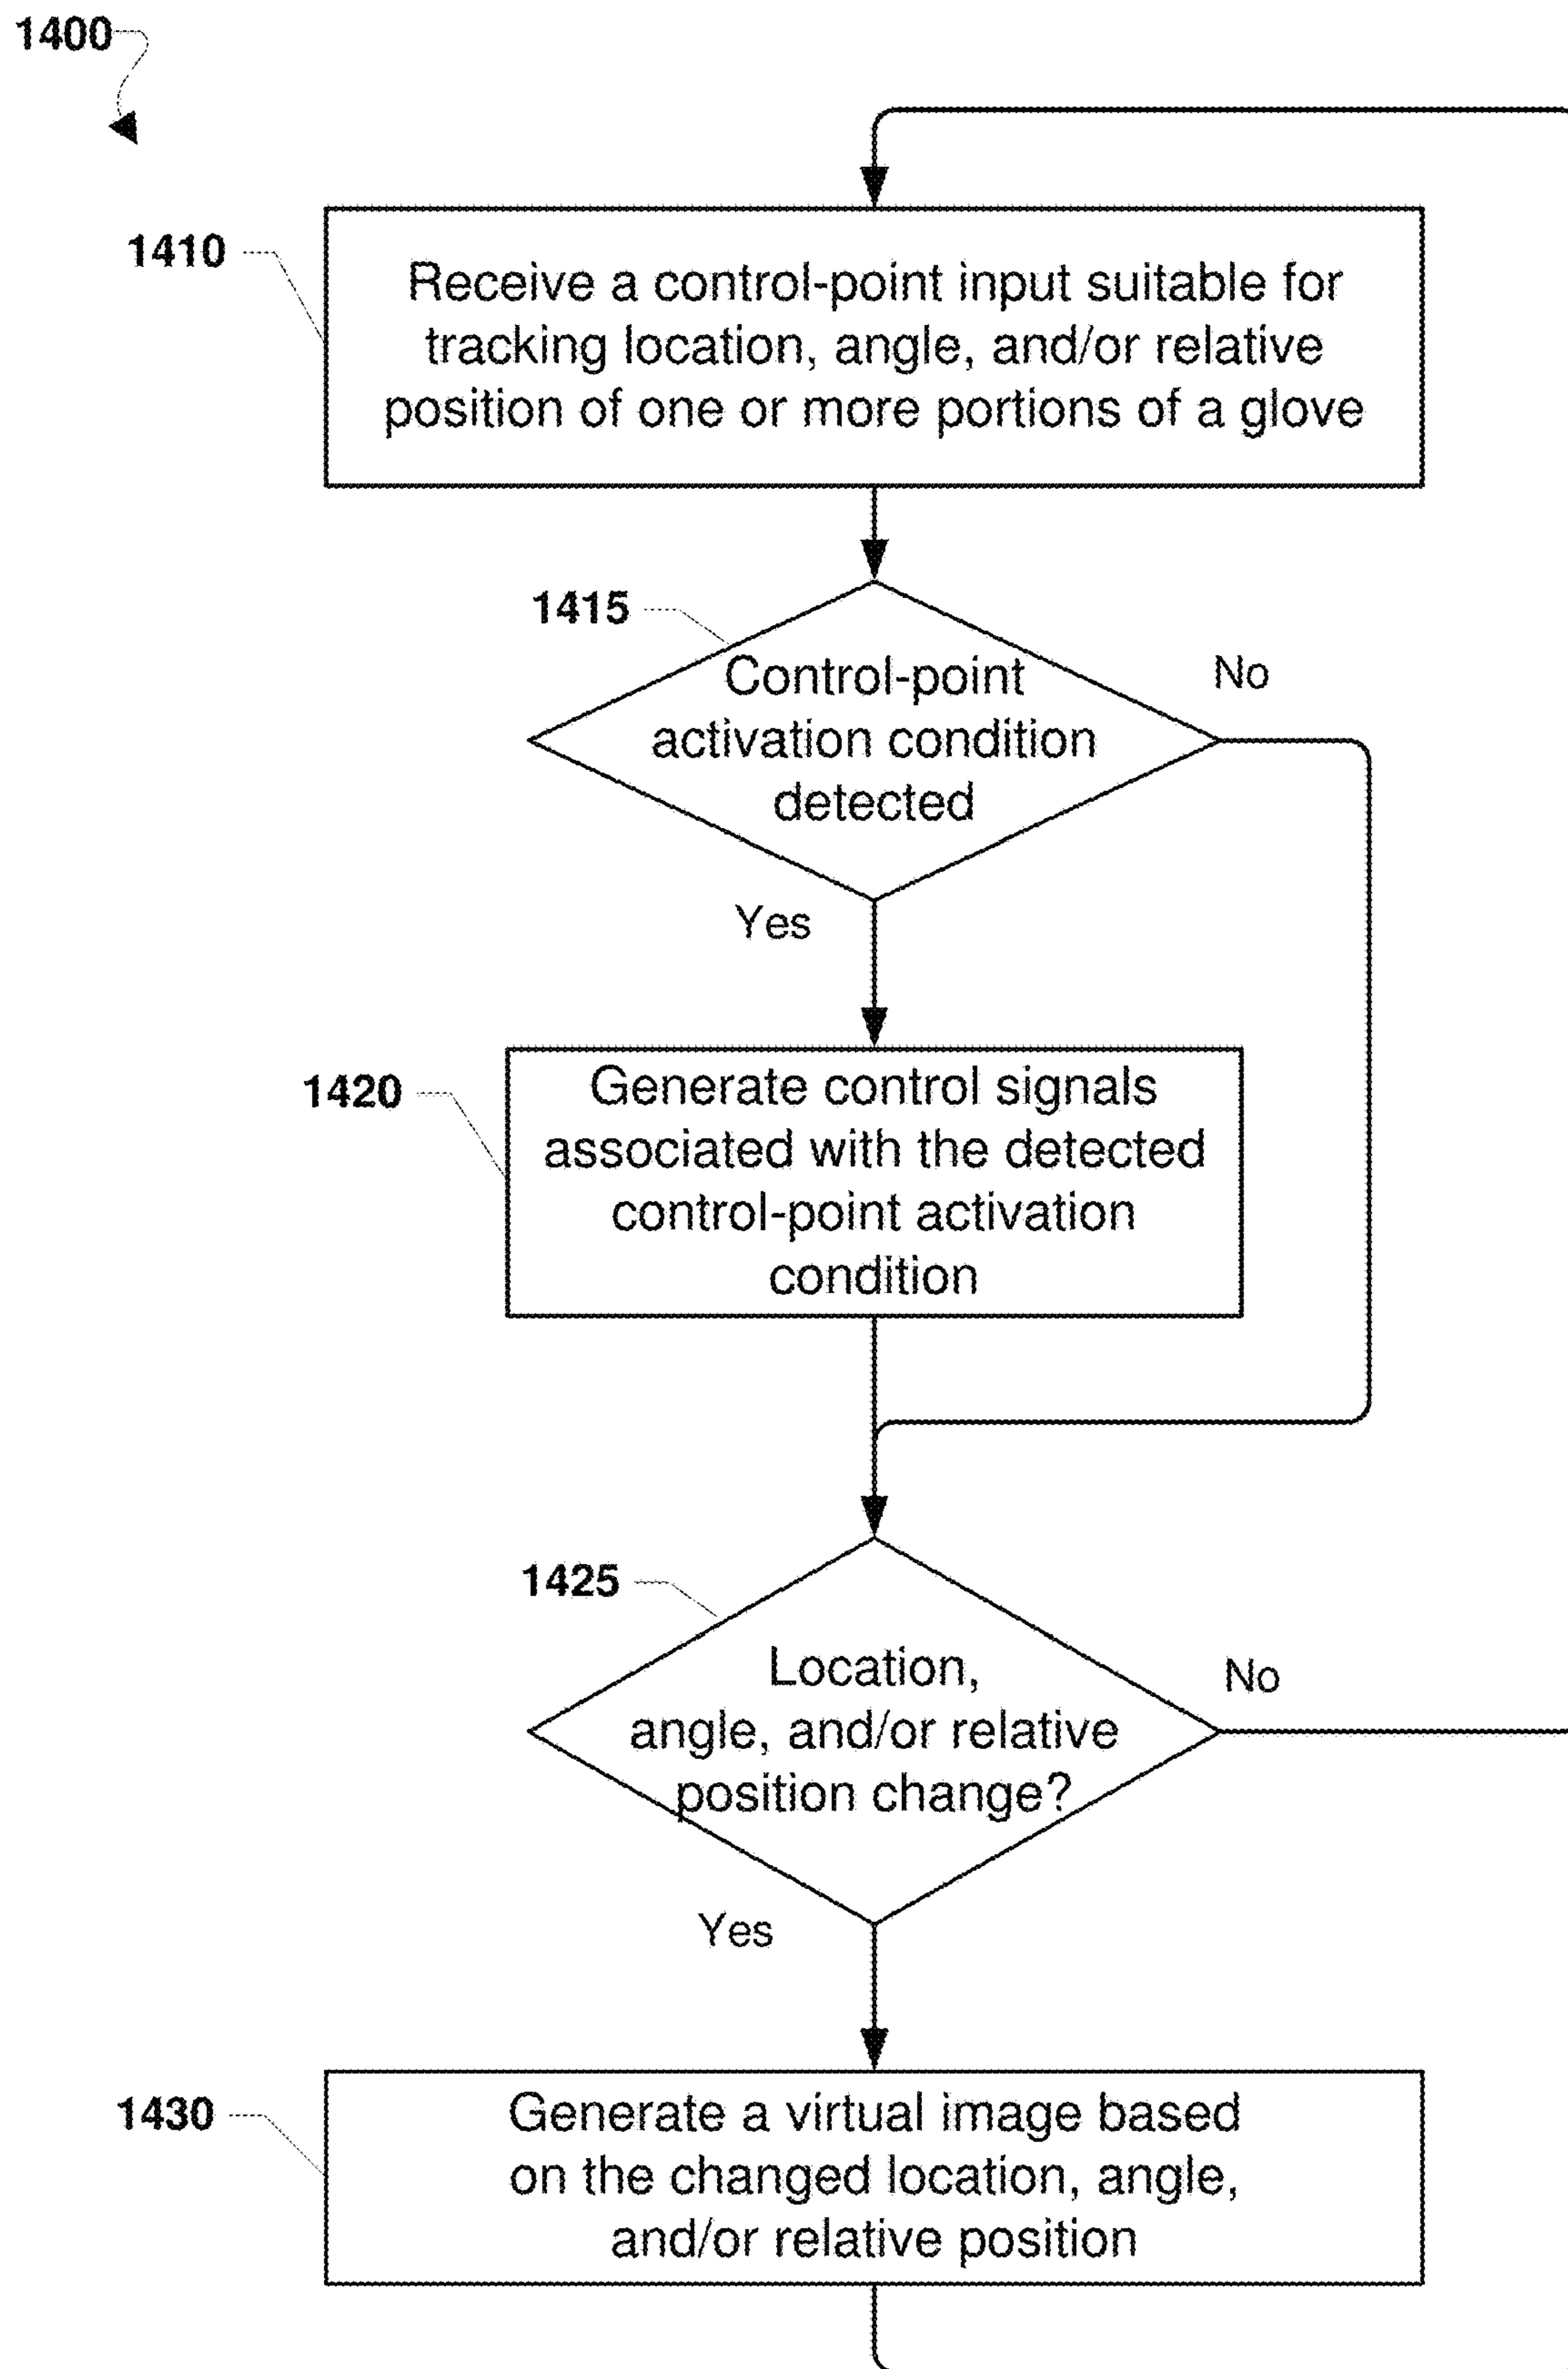 1400
1410
Receive a control-point input suitable for
tracking location, angle, and/or relative
position of one or more portions of a glove
1415
Control-point
activation condition
detected
No
Yes
1420
Generate control signals
associated with the detected
control-point activation
condition
1425
Location,
angle, and/or relative
position change?
No
Yes
1430
Generate a virtual image based
on the changed location, angle,
and/or relative position